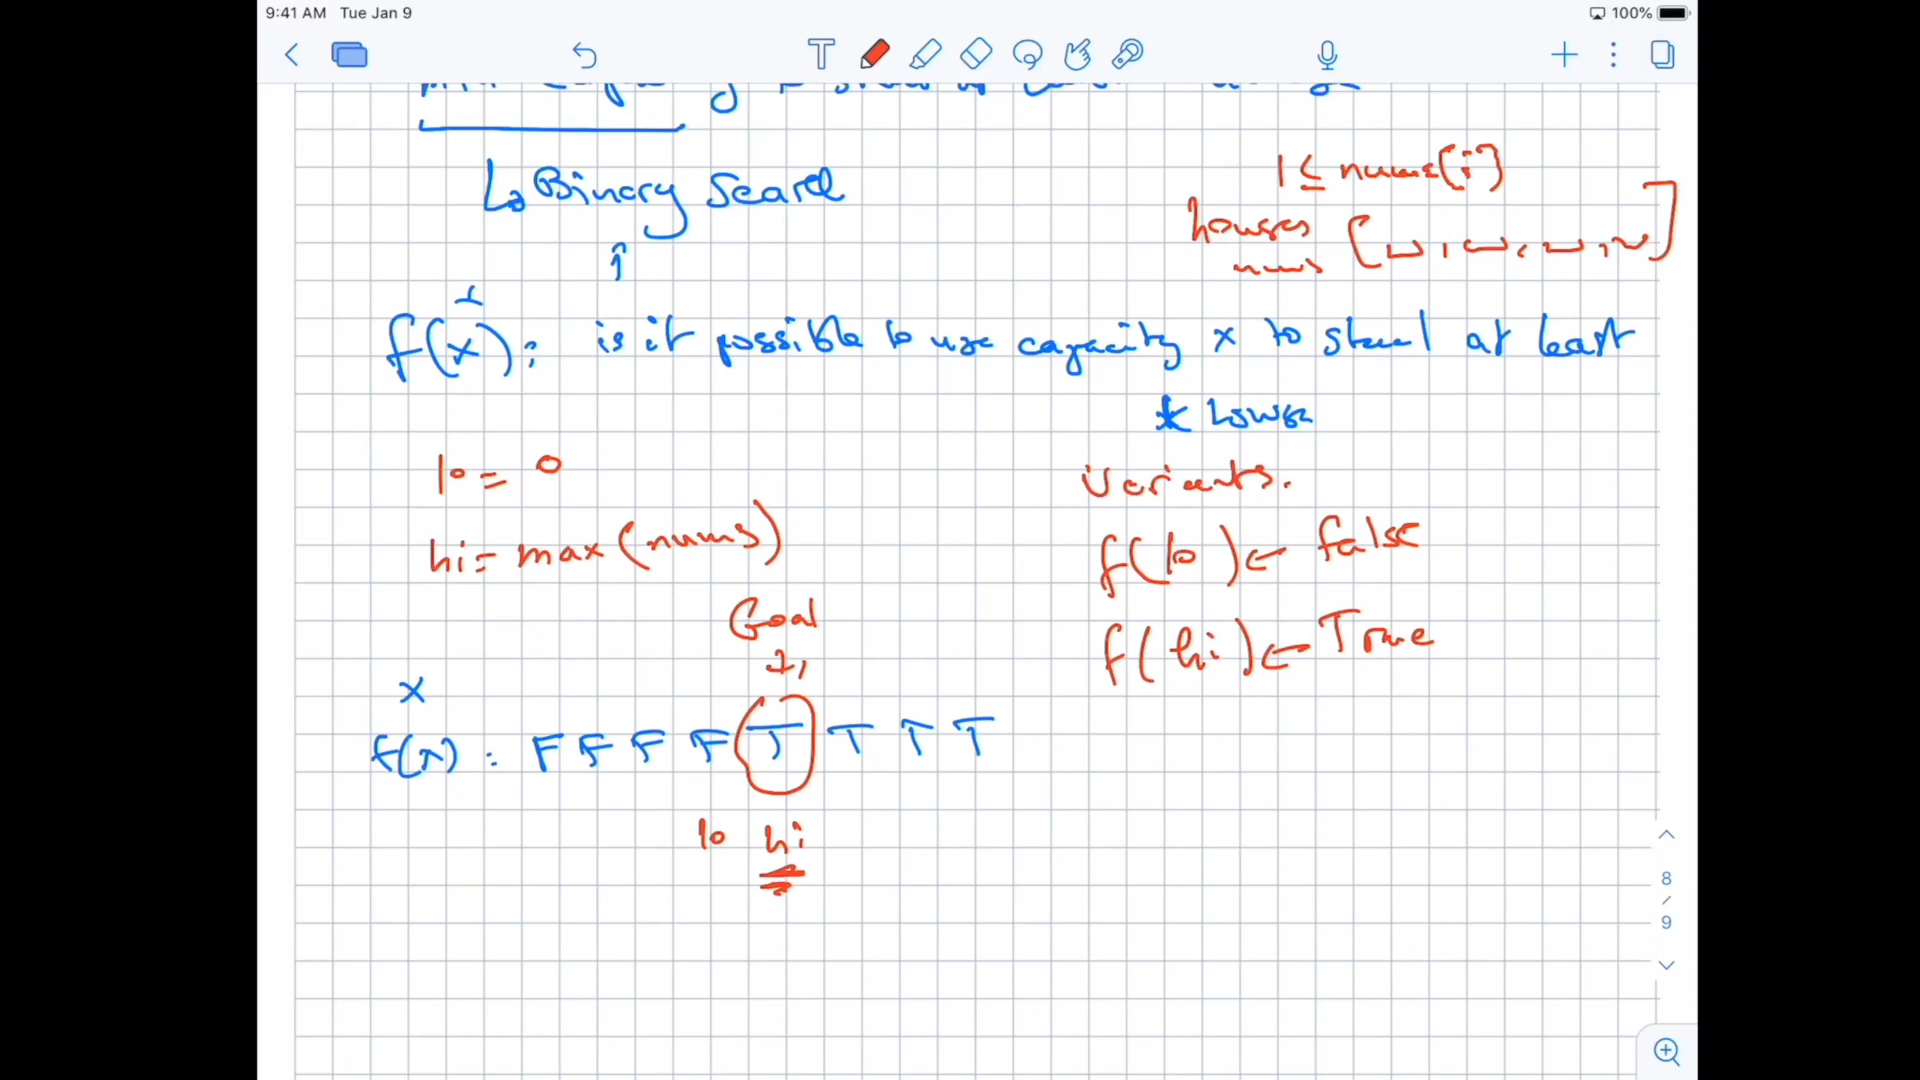 9:41 AM Tue Jan 9
100%
Binary Search
1 ≤ nums[i]
houses
nums
f(x): is it possible to use capacity x to steal at least
k houses
lo = 0
variants.
hi = max(nums)
f(lo) ← false
Goal
f(hi) ← True
x
f(x): F F F F T T T T
lo hi
8
9